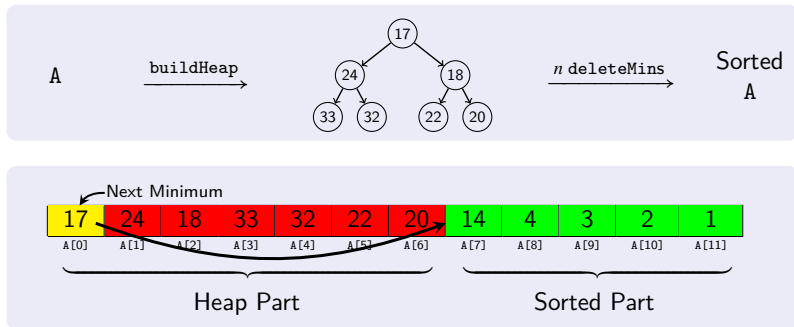 17
A
buildHeap
24
18
n deleteMins
Sorted
A
33
32
22
20
Next Minimum
17 24 18 33 32 22 20 14 4 3 2 1
A[0] A[1] A[2] A[3] A[4] A[5] A[6] A[7] A[8] A[9] A[10] A[11]
Heap Part
Sorted Part